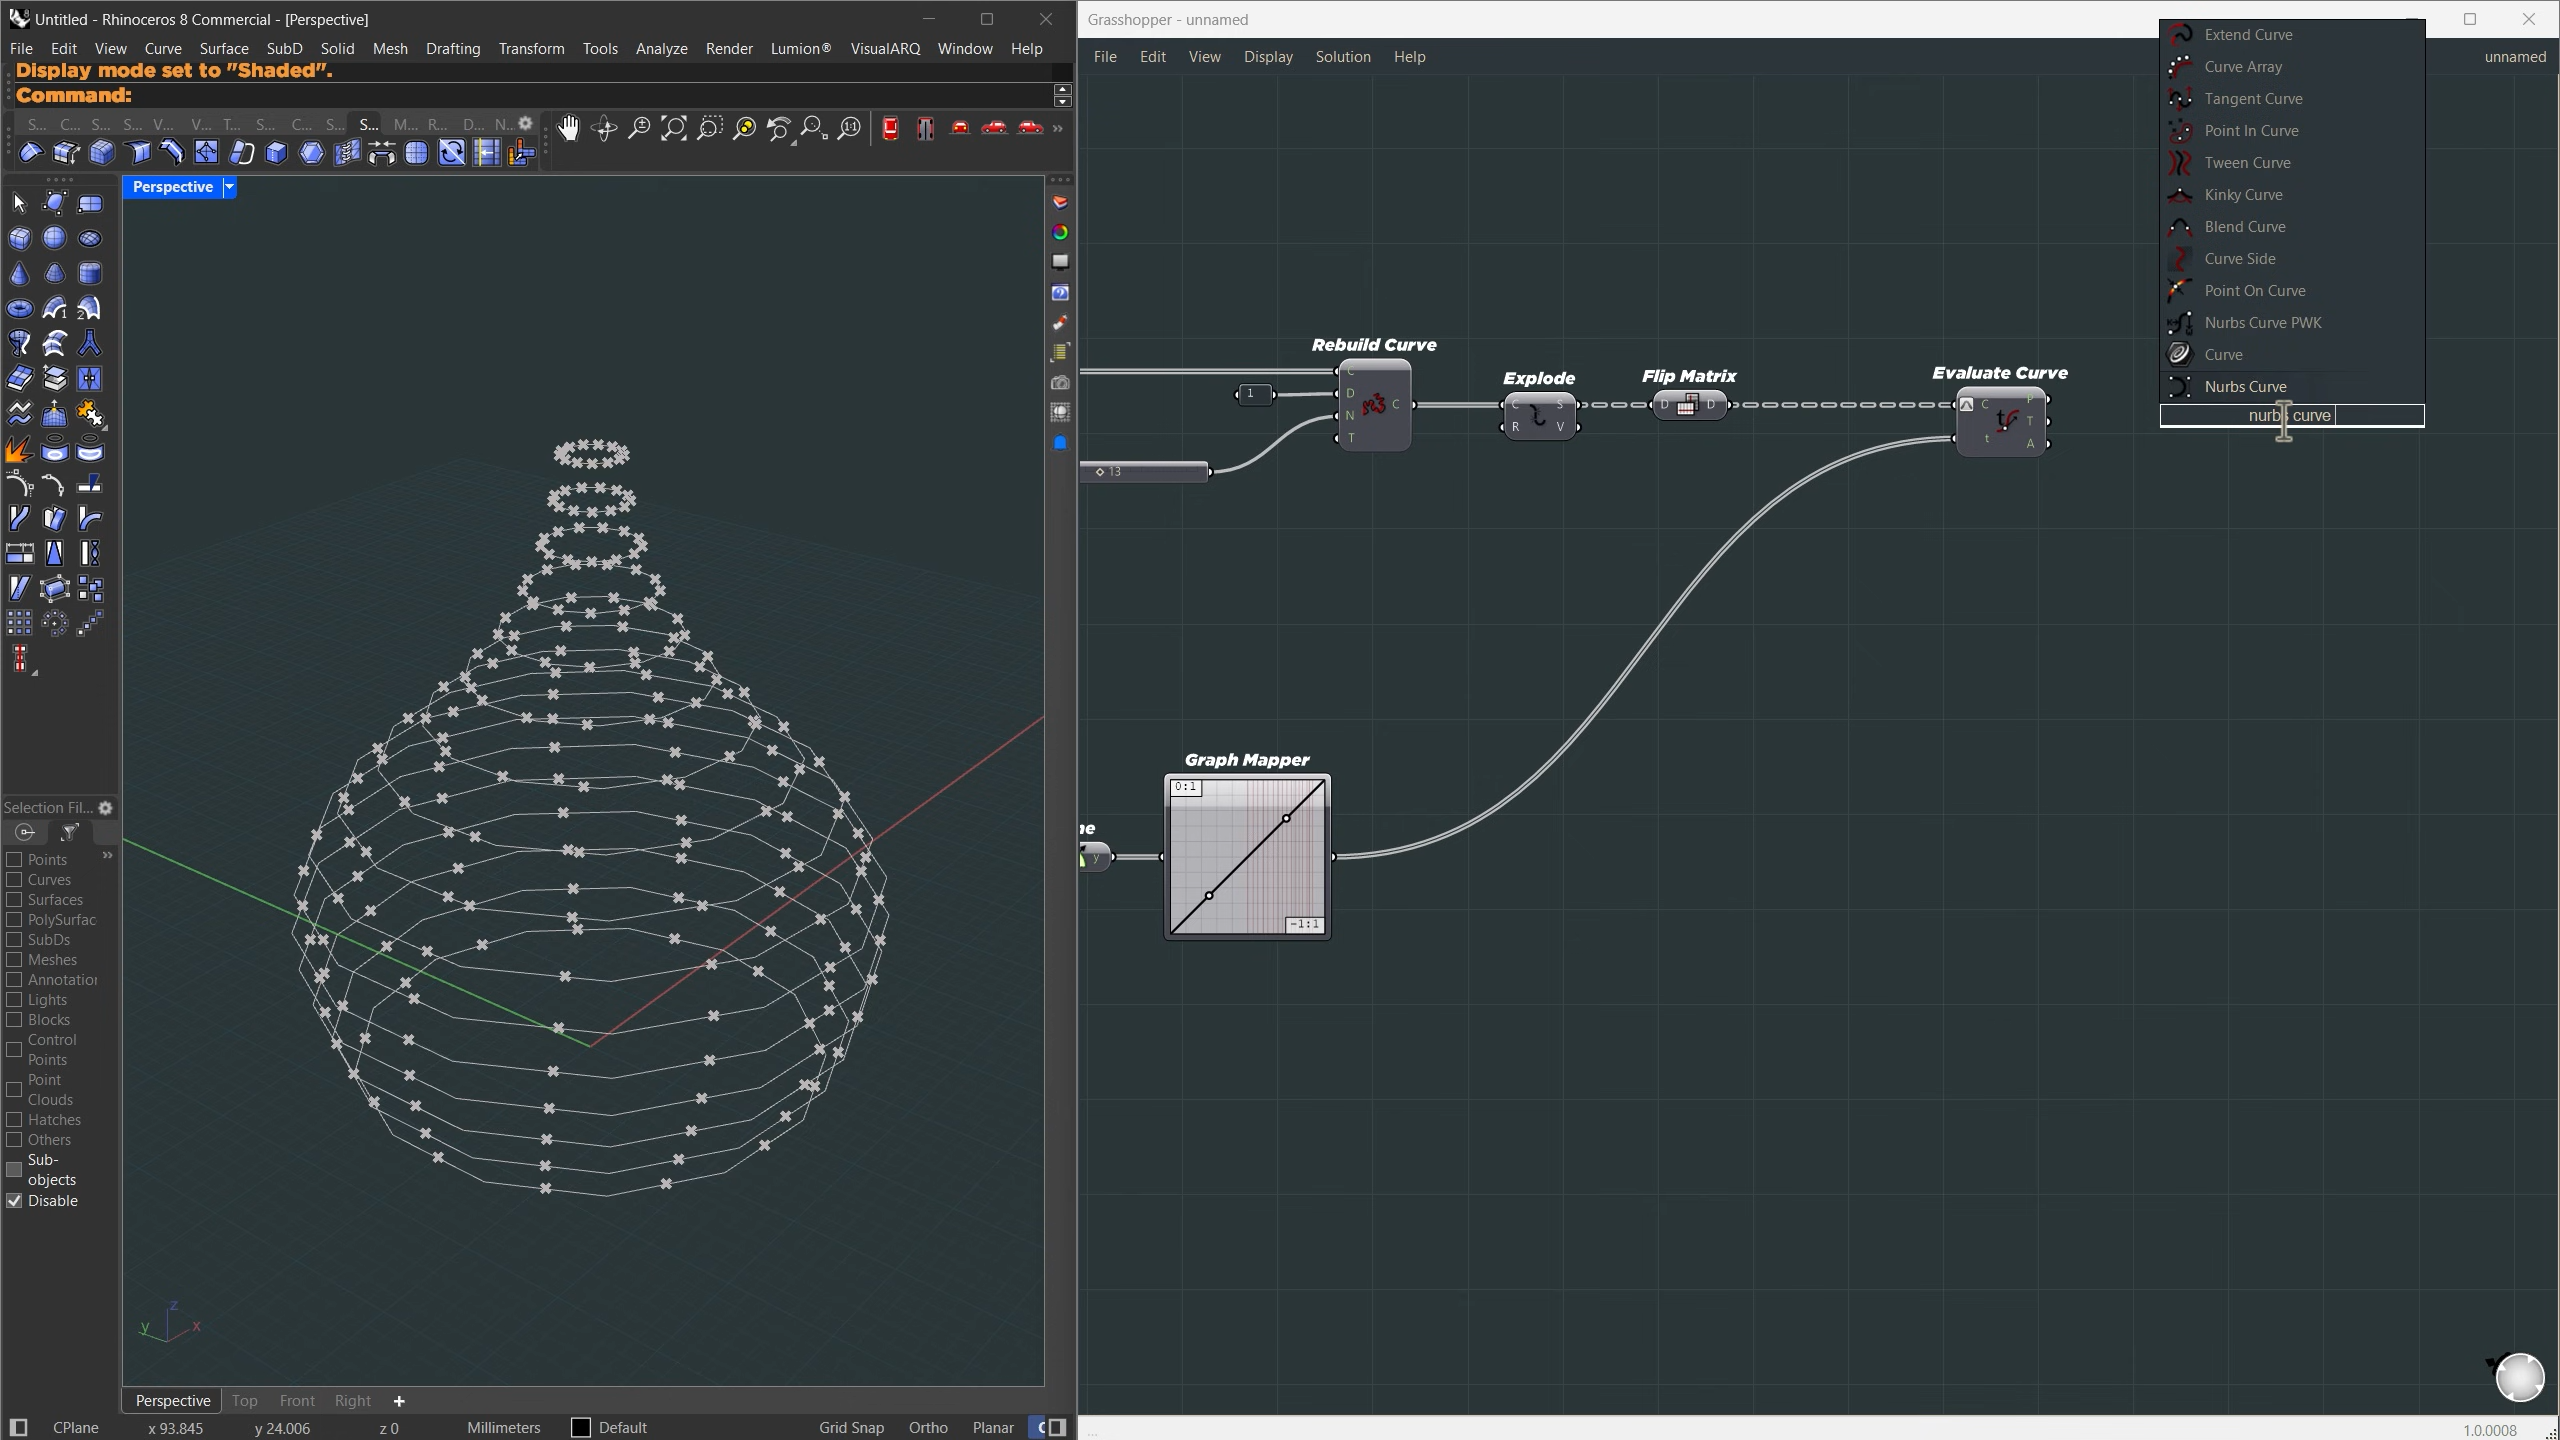 Untitled - Rhinoceros 8 Commercial - [Perspective]
File Edit View Curve Surface SubD Solid Mesh Drafting Transform Tools Analyze Render Lumion® VisualARQ Window Help
Display mode set to "Shaded".
Command:
S... C... S... S... V... V... T... S... C... S... S... M... R... D... N...
Perspective
Selection Fil...
Points
Curves
Surfaces
PolySurfac
SubDs
Meshes
Annotation
Lights
Blocks
Control
Points
Point
Clouds
Hatches
Others
Sub-
objects
Disable
z
y
x
Perspective Top Front Right
CPlane x 93.845 y 24.006 z 0 Millimeters Default Grid Snap Ortho Planar
Grasshopper - unnamed
File Edit View Display Solution Help
unnamed
Extend Curve
Curve Array
Tangent Curve
Point In Curve
Tween Curve
Kinky Curve
Blend Curve
Curve Side
Point On Curve
Nurbs Curve PWK
Curve
Nurbs Curve
nurbs curve
Rebuild Curve
C
D
N
T
C
1
13
Explode
C S
R V
Flip Matrix
D D
Evaluate Curve
C P
T
t A
Graph Mapper
0:1
-1:1
y
...
1.0.0008